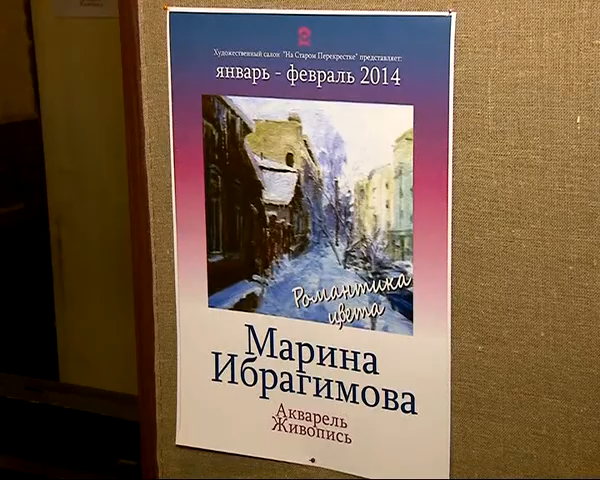 Художественный салон "На Старом Перекрестке" представляет:
январь - февраль 2014
Романтика
цвета
Марина
Ибрагимова
Акварель
Живопись